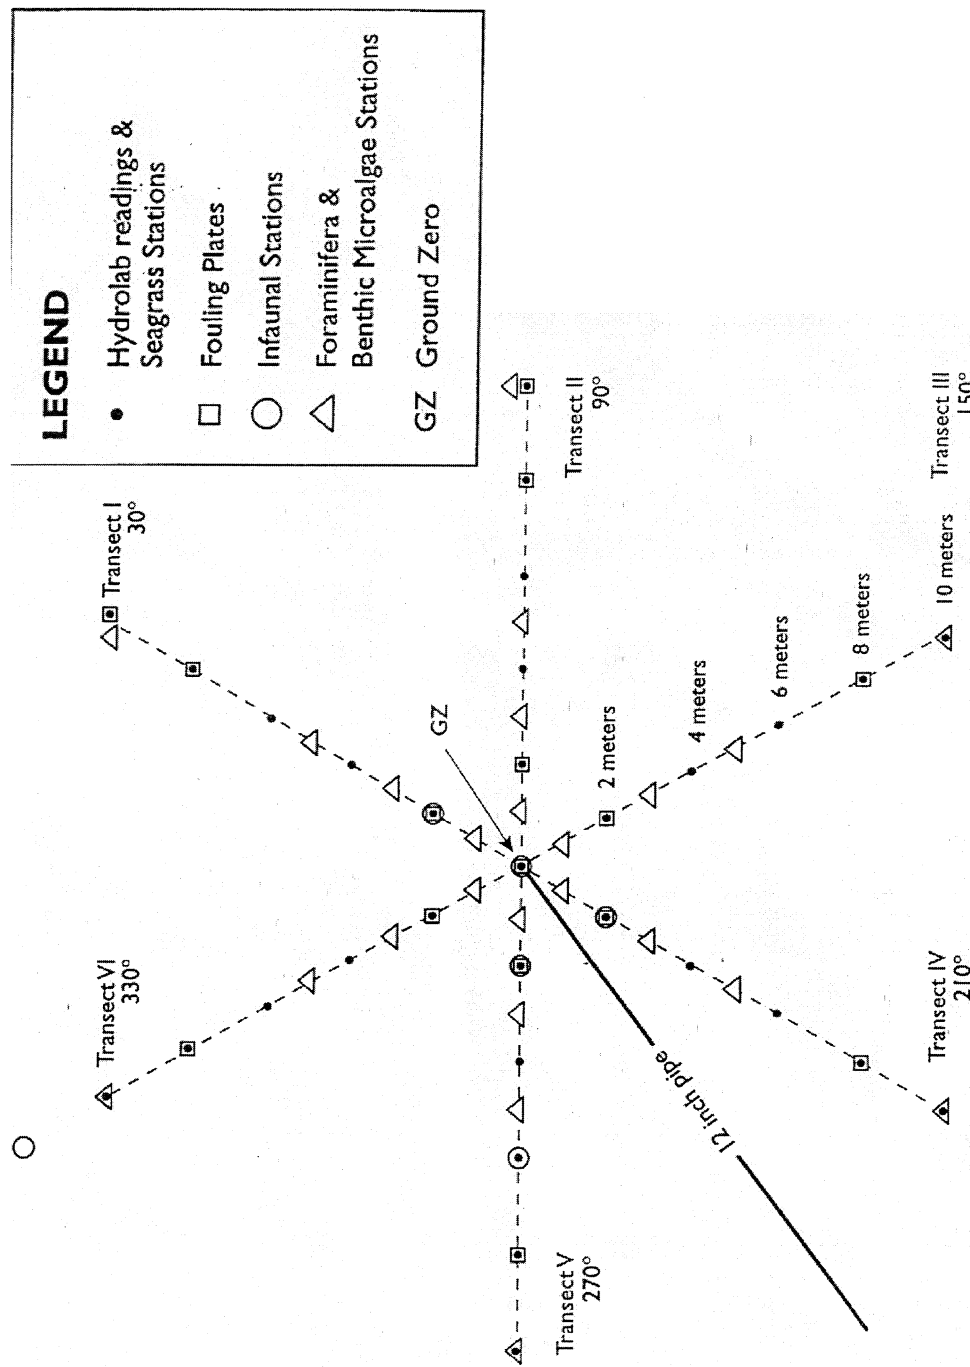 LEGEND
Hydrolab readings &
Seagrass Stations
Fouling Plates
Infaunal Stations
Foraminifera &
Benthic Microalgae Stations
GZ Ground Zero
Transect I
30°
Transect II
90°
Transect III
150°
Transect IV
210°
Transect V
270°
Transect VI
330°
GZ
2 meters
4 meters
6 meters
8 meters
10 meters
12 inch pipe